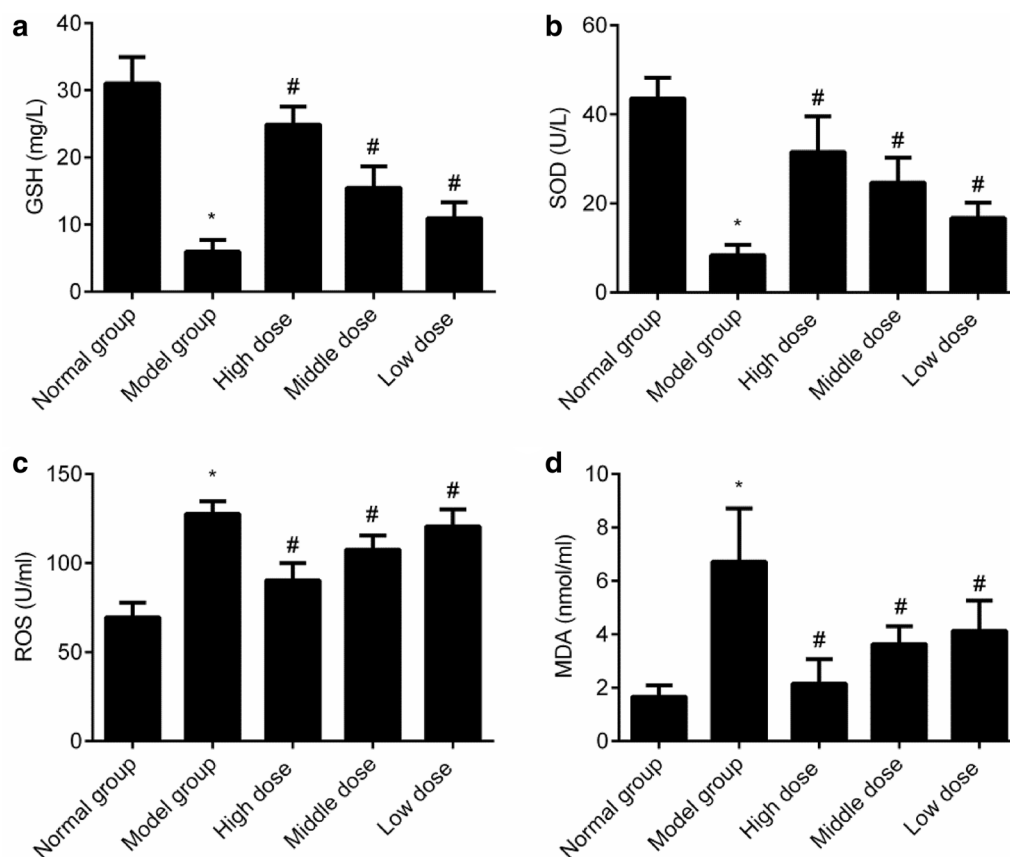 a
GSH (mg/L)
40
30
20
10
0
#
#
#
*
Normal group
Model group
High dose
Middle dose
Low dose
b
SOD (U/L)
60
40
20
0
#
#
#
*
Normal group
Model group
High dose
Middle dose
Low dose
c
ROS (U/ml)
150
100
50
0
*
#
#
#
Normal group
Model group
High dose
Middle dose
Low dose
d
MDA (nmol/ml)
10
8
6
4
2
0
*
#
#
#
Normal group
Model group
High dose
Middle dose
Low dose